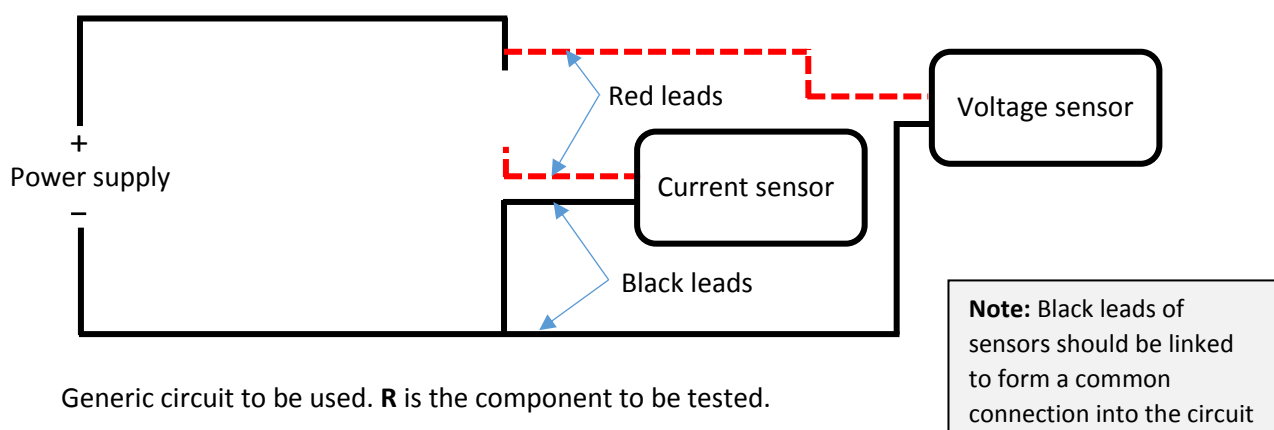 Red leads
Voltage sensor
+
Power supply
−
Current sensor
Black leads
Note: Black leads of
sensors should be linked
to form a common
connection into the circuit
Generic circuit to be used. R is the component to be tested.